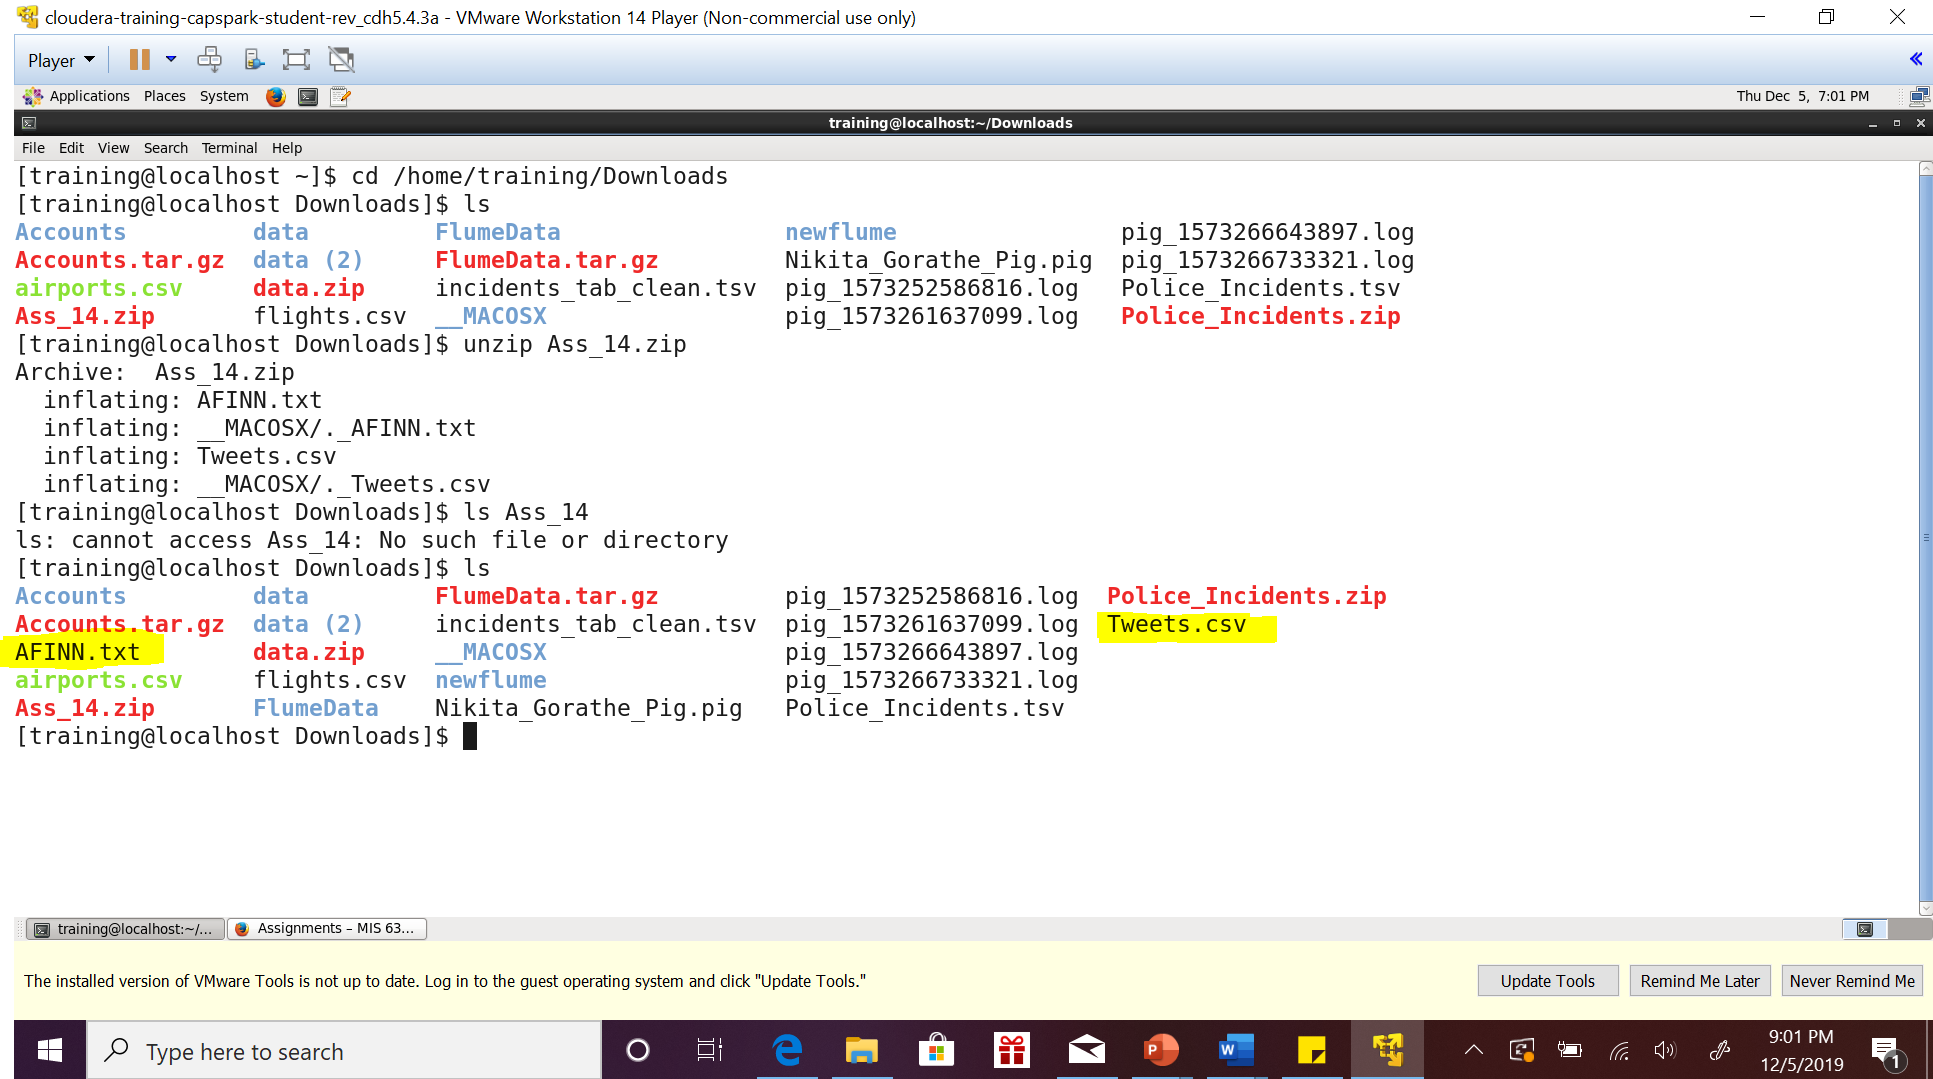 cloudera-training-capspark-student-rev_cdh5.4.3a - VMware Workstation 14 Player (Non-commercial use only)
Player
Applications Places System Thu Dec 5, 7:01 PM
training@localhost:~/Downloads
File Edit View Search Terminal Help
[training@localhost ~]$ cd /home/training/Downloads
[training@localhost Downloads]$ ls
Accounts data FlumeData newflume pig_1573266643897.log
Accounts.tar.gz data (2) FlumeData.tar.gz Nikita_Gorathe_Pig.pig pig_1573266733321.log
airports.csv data.zip incidents_tab_clean.tsv pig_1573252586816.log Police_Incidents.tsv
Ass_14.zip flights.csv __MACOSX pig_1573261637099.log Police_Incidents.zip
[training@localhost Downloads]$ unzip Ass_14.zip
Archive:  Ass_14.zip
  inflating: AFINN.txt
  inflating: __MACOSX/._AFINN.txt
  inflating: Tweets.csv
  inflating: __MACOSX/._Tweets.csv
[training@localhost Downloads]$ ls Ass_14
ls: cannot access Ass_14: No such file or directory
[training@localhost Downloads]$ ls
Accounts data FlumeData.tar.gz pig_1573252586816.log Police_Incidents.zip
Accounts.tar.gz data (2) incidents_tab_clean.tsv pig_1573261637099.log Tweets.csv
AFINN.txt data.zip __MACOSX pig_1573266643897.log
airports.csv flights.csv newflume pig_1573266733321.log
Ass_14.zip FlumeData Nikita_Gorathe_Pig.pig Police_Incidents.tsv
[training@localhost Downloads]$
training@localhost:~/... Assignments – MIS 63...
The installed version of VMware Tools is not up to date. Log in to the guest operating system and click "Update Tools." Update Tools Remind Me Later Never Remind Me
Type here to search
9:01 PM
12/5/2019
1